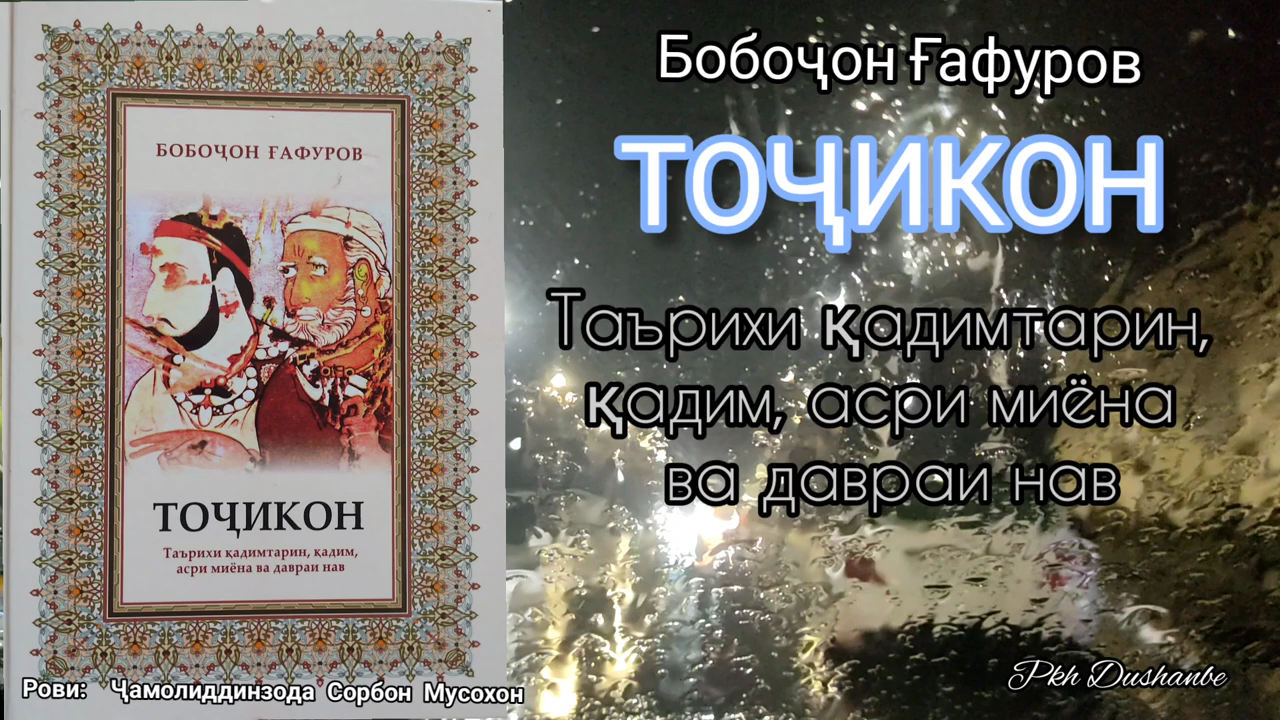 БОБОҶОН ҒАФУРОВ
ТОҶИКОН
Таърихи қадимтарин, қадим,
асри миёна ва даврaи нав
Рови: Ҷамолиддинзода Сорбон Мусохон
Бобоҷон Ғафуров
ТОҶИКОН
Таърихи қадимтарин,
қадим, асри миёна
ва давраи нав
Pkh Dushanbe